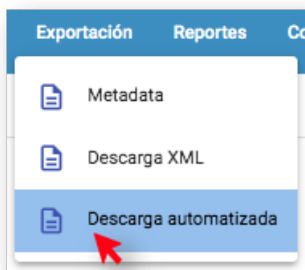 Exportación Reportes
Metadata
Descarga XML
Descarga automatizada